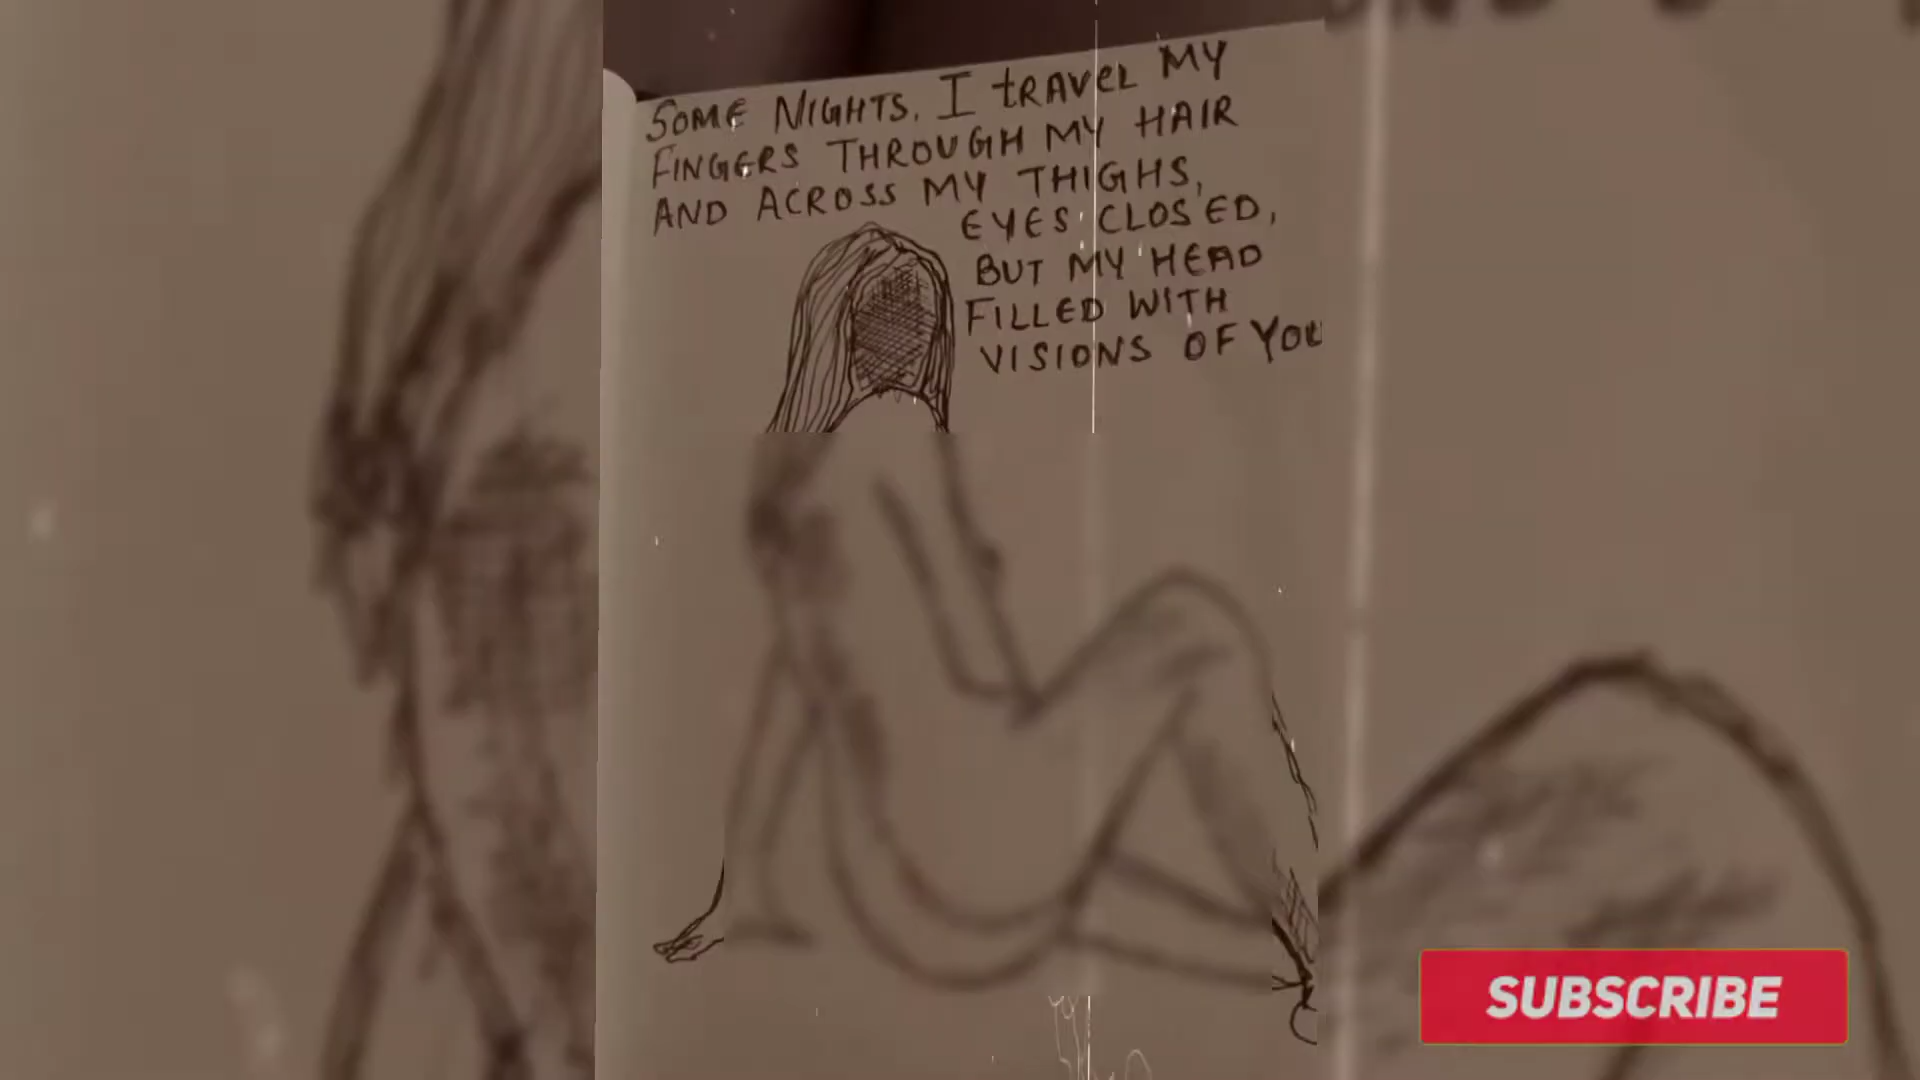 SOME NIGHTS, I tRAVEL MY
FINGERS THROUGH MY HAIR
AND ACROSS MY THIGHS,
EYES CLOSED,
BUT MY HEAD
FILLED WITH
VISIONS OF YOU
SUBSCRIBE